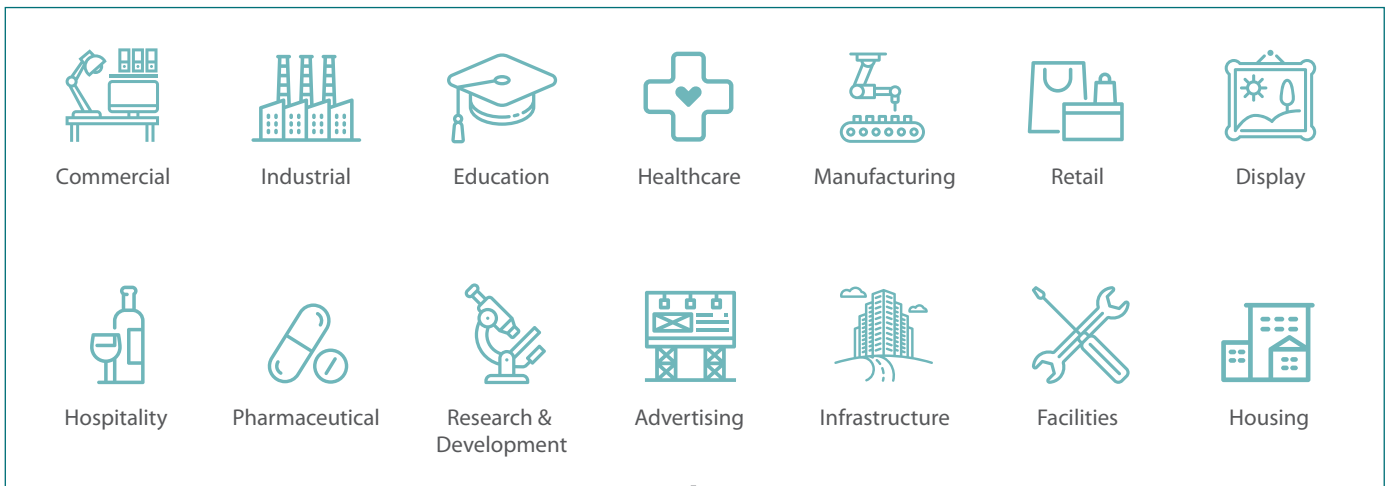 Commercial
Industrial
Education
Healthcare
Manufacturing
Retail
Display
Hospitality
Pharmaceutical
Research &
Development
Advertising
Infrastructure
Facilities
Housing